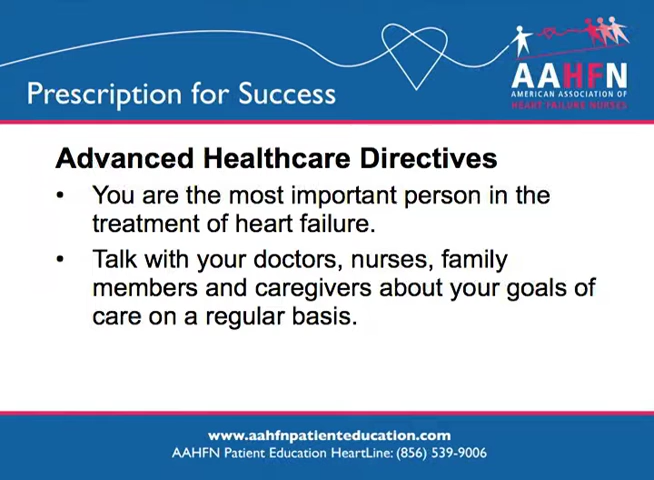 Prescription for Success
AAHFN
AMERICAN ASSOCIATION OF
HEART FAILURE NURSES
Advanced Healthcare Directives
• You are the most important person in the
treatment of heart failure.
• Talk with your doctors, nurses, family
members and caregivers about your goals of
care on a regular basis.
www.aahfnpatienteducation.com
AAHFN Patient Education HeartLine: (856) 539-9006